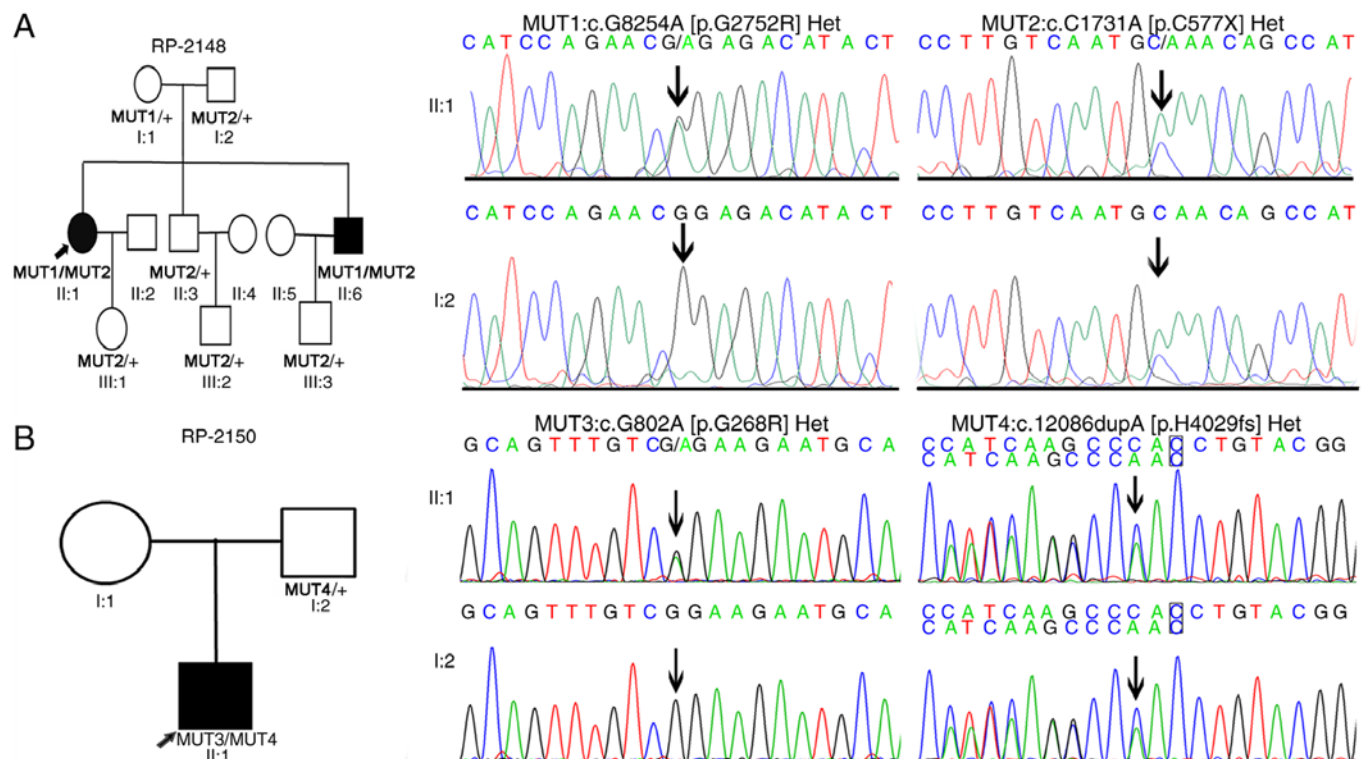 A
RP-2148
MUT1/+
I:1
MUT2/+
I:2
MUT1/MUT2
II:1
II:2
MUT2/+
II:3
II:4
II:5
MUT1/MUT2
II:6
MUT2/+
III:1
MUT2/+
III:2
MUT2/+
III:3
MUT1:c.G8254A [p.G2752R] Het
C A T C C A G A A C G/A G A G A C A T A C T
II:1
C A T C C A G A A C G G A G A C A T A C T
I:2
MUT2:c.C1731A [p.C577X] Het
C C T T G T C A A T G C/A A A C A G C C A T
C C T T G T C A A T G C A A C A G C C A T
B
RP-2150
I:1
MUT4/+
I:2
MUT3/MUT4
II:1
MUT3:c.G802A [p.G268R] Het
G C A G T T T G T C G/A G A A G A A T G C A
II:1
G C A G T T T G T C G G A A G A A T G C A
I:2
MUT4:c.12086dupA [p.H4029fs] Het
C C A T C A A G C C C A C C T G T A C G G
C A T C A A G C C C A A C
C C A T C A A G C C C A C C T G T A C G G
C A T C A A G C C C A A C